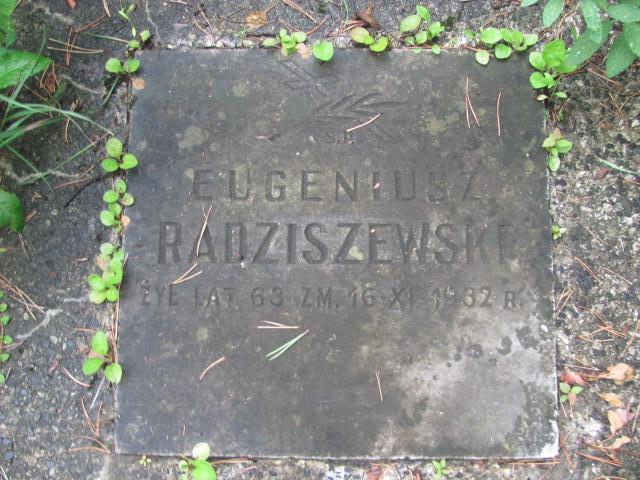 Ś.P.
EUGENIUSZ
RADZISZEWSKI
ŻYŁ LAT 63 ZM. 16 XI 1932 R.